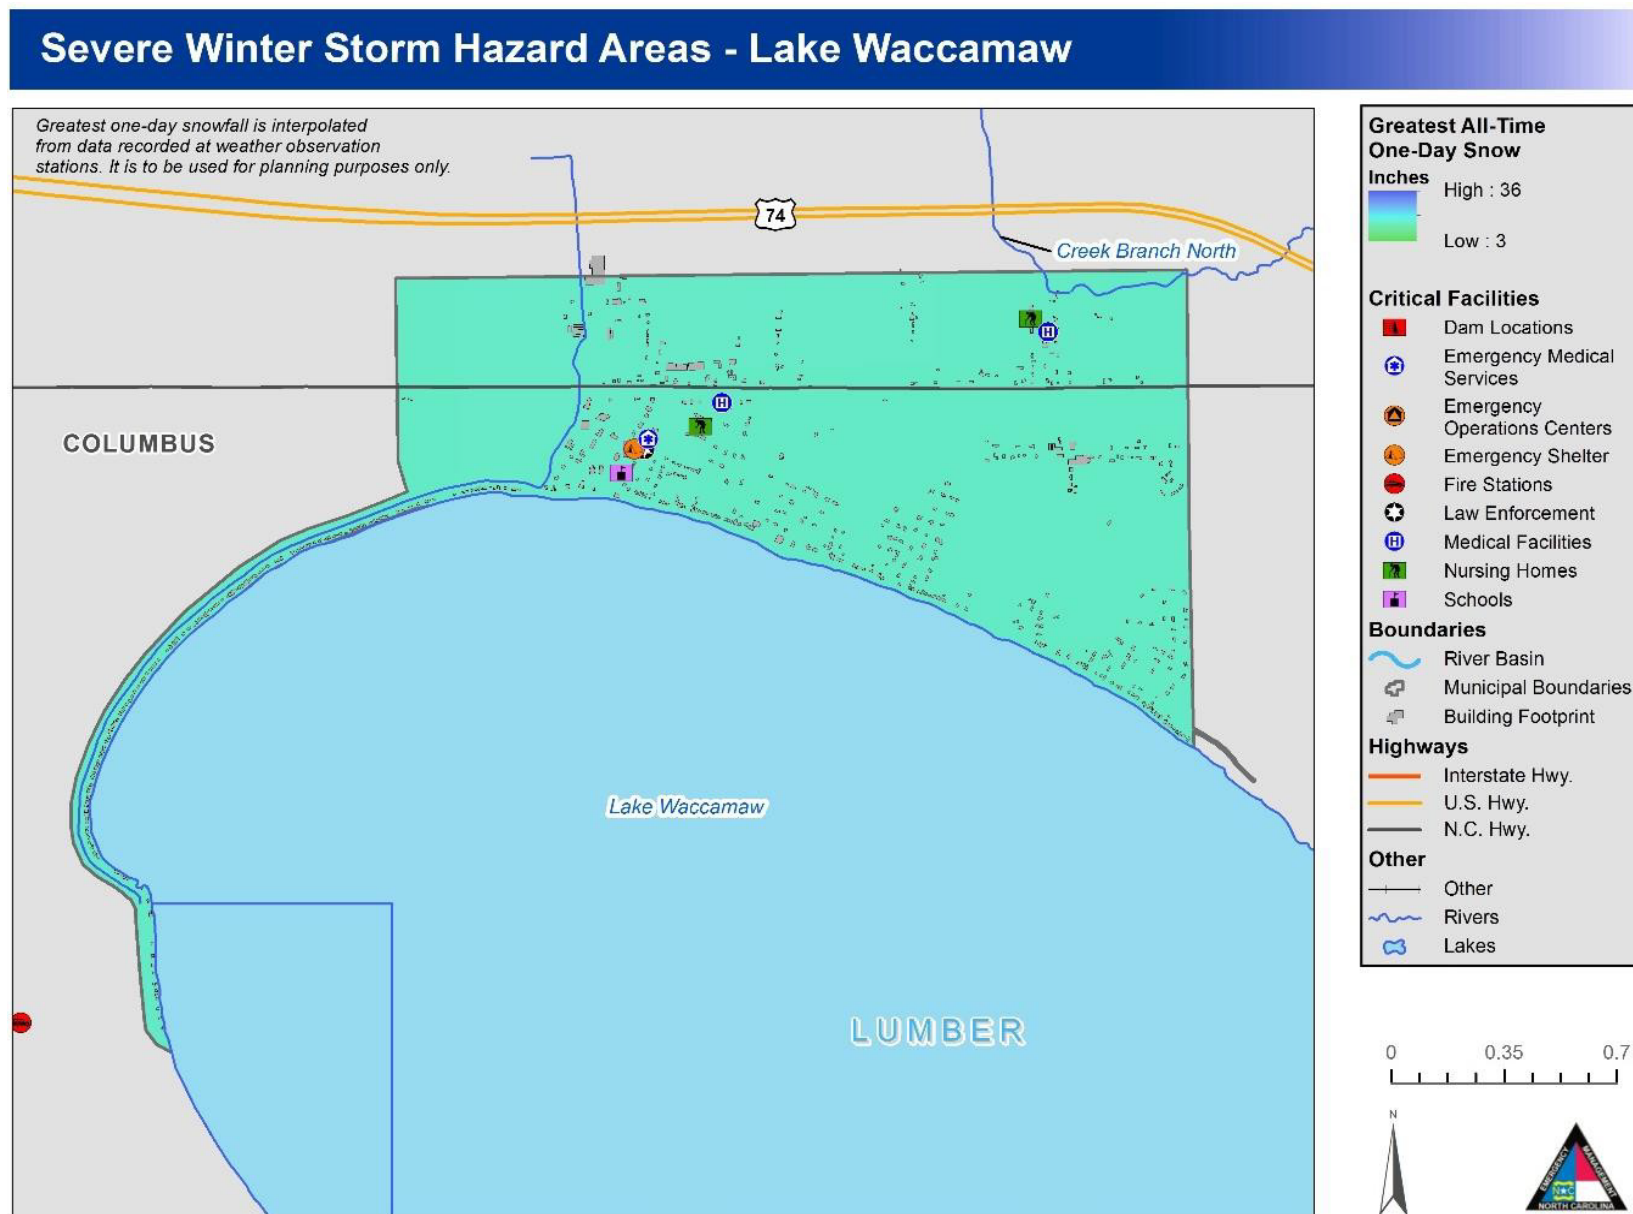 Severe Winter Storm Hazard Areas - Lake Waccamaw
Greatest one-day snowfall is interpolated
from data recorded at weather observation
stations. It is to be used for planning purposes only.
74
Creek Branch North
COLUMBUS
Lake Waccamaw
LUMBER
Greatest All-Time
One-Day Snow
Inches
High : 36
Low : 3
Critical Facilities
Dam Locations
Emergency Medical
Services
Emergency
Operations Centers
Emergency Shelter
Fire Stations
Law Enforcement
Medical Facilities
Nursing Homes
Schools
Boundaries
River Basin
Municipal Boundaries
Building Footprint
Highways
Interstate Hwy.
U.S. Hwy.
N.C. Hwy.
Other
Other
Rivers
Lakes
0 0.35 0.7
N
EMERGENCY
MANAGEMENT
NORTH CAROLINA
H
H